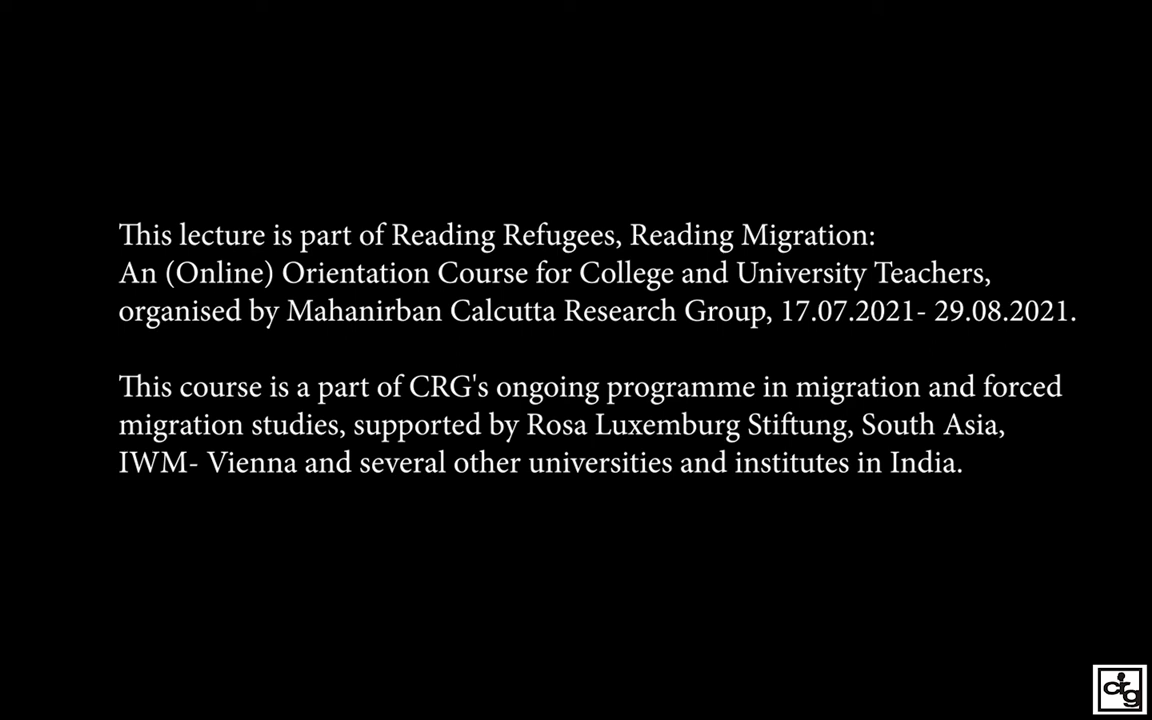 This lecture is part of Reading Refugees, Reading Migration:
An (Online) Orientation Course for College and University Teachers,
organised by Mahanirban Calcutta Research Group, 17.07.2021- 29.08.2021.
This course is a part of CRG's ongoing programme in migration and forced
migration studies, supported by Rosa Luxemburg Stiftung, South Asia,
IWM- Vienna and several other universities and institutes in India.
crg